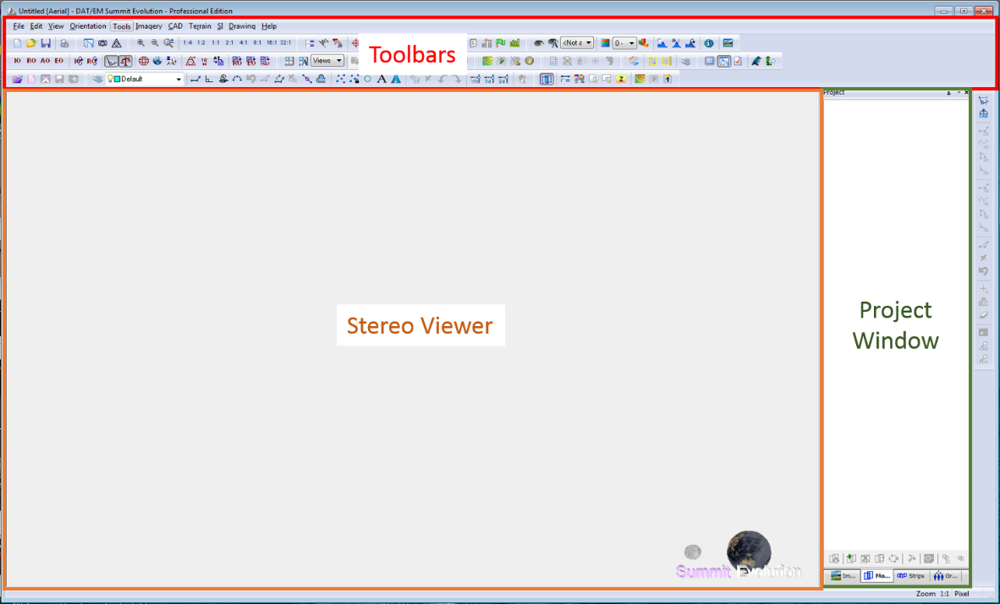 Untitled [Aerial] - DAT/EM Summit Evolution - Professional Edition
File Edit View Orientation Tools Imagery CAD Terrain SI Drawing Help
1:4 1:2 1:1 2:1 4:1 8:1 16:1 32:1
<Not a
0-
Toolbars
IO RO AO EO
Views
Default
Project
Stereo Viewer
Project
Window
Summit Evolution
Im... Mo... Strips Gr...
Zoom 1:1 Pixel